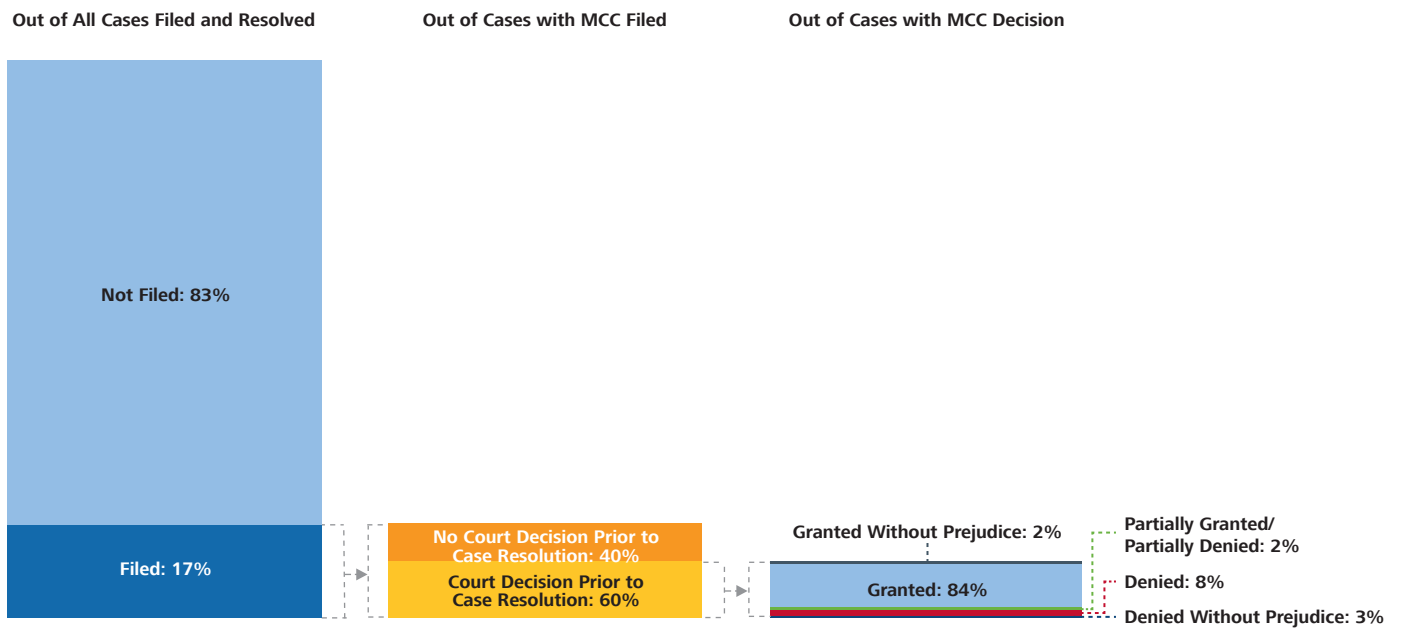 Out of All Cases Filed and Resolved
Out of Cases with MCC Filed
Out of Cases with MCC Decision
Not Filed: 83%
Filed: 17%
No Court Decision Prior to
Case Resolution: 40%
Court Decision Prior to
Case Resolution: 60%
Granted Without Prejudice: 2%
Granted: 84%
Partially Granted/
Partially Denied: 2%
Denied: 8%
Denied Without Prejudice: 3%